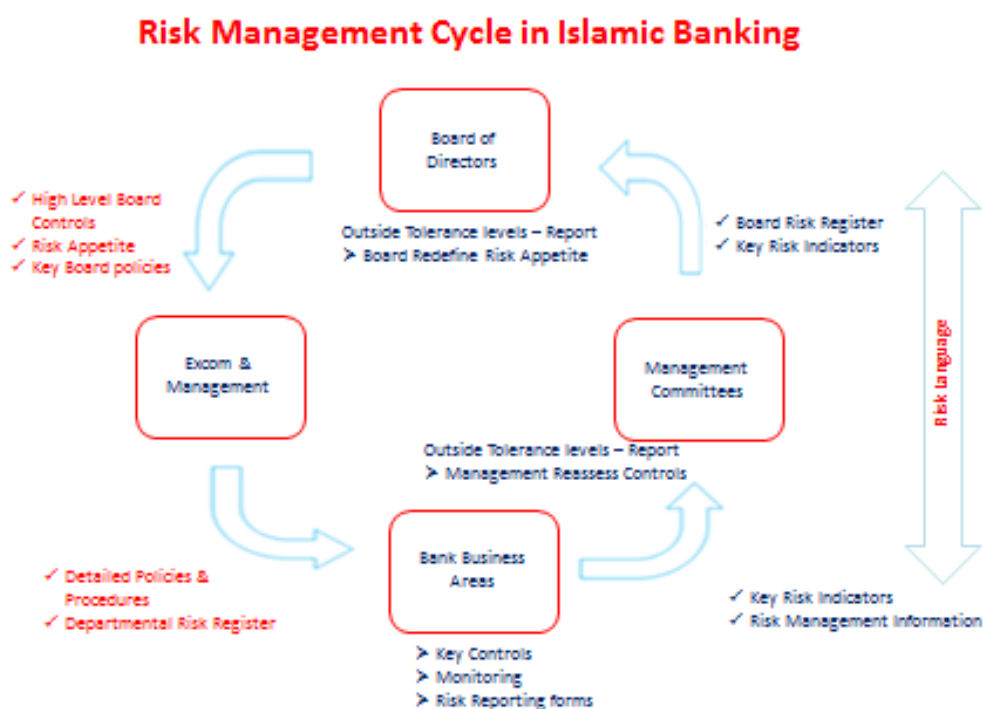 Risk Management Cycle in Islamic Banking
Board of
Directors
✓ High Level Board
Controls
✓ Risk Appetite
✓ Key Board policies
Outside Tolerance levels – Report
➤ Board Redefine Risk Appetite
✓ Board Risk Register
✓ Key Risk Indicators
Excom &
Management
Management
Committees
Risk Language
Outside Tolerance levels – Report
➤ Management Reassess Controls
Bank Business
Areas
✓ Detailed Policies &
Procedures
✓ Departmental Risk Register
✓ Key Risk Indicators
✓ Risk Management Information
➤ Key Controls
➤ Monitoring
➤ Risk Reporting forms